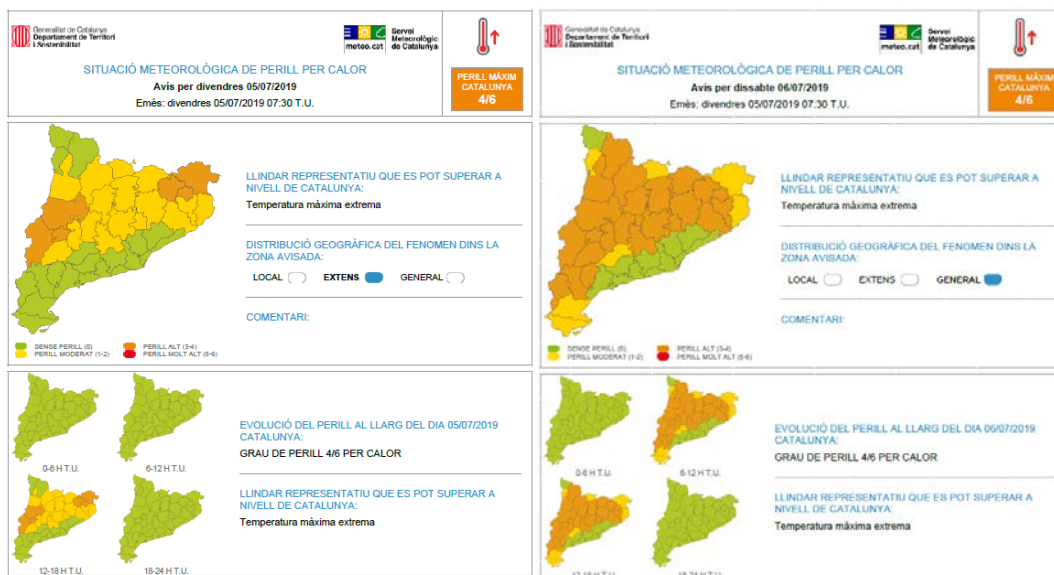 Generalitat de Catalunya
Departament de Territori
i Sostenibilitat
meteo.cat
Servei
Meteorològic
de Catalunya
SITUACIÓ METEOROLÒGICA DE PERILL PER CALOR
Avís per divendres 05/07/2019
Emès: divendres 05/07/2019 07:30 T.U.
PERILL MÀXIM
CATALUNYA
4/6
LLINDAR REPRESENTATIU QUE ES POT SUPERAR A
NIVELL DE CATALUNYA:
Temperatura màxima extrema
DISTRIBUCIÓ GEOGRÀFICA DEL FENOMEN DINS LA
ZONA AVISADA:
LOCAL EXTENS GENERAL
COMENTARI:
SENSE PERILL (0) PERILL ALT (3-4)
PERILL MODERAT (1-2) PERILL MOLT ALT (5-6)
0-6 H T.U. 6-12 H T.U.
12-18 H T.U. 18-24 H T.U.
EVOLUCIÓ DEL PERILL AL LLARG DEL DIA 05/07/2019
CATALUNYA:
GRAU DE PERILL 4/6 PER CALOR
LLINDAR REPRESENTATIU QUE ES POT SUPERAR A
NIVELL DE CATALUNYA:
Temperatura màxima extrema
Generalitat de Catalunya
Departament de Territori
i Sostenibilitat
meteo.cat
Servei
Meteorològic
de Catalunya
SITUACIÓ METEOROLÒGICA DE PERILL PER CALOR
Avís per dissabte 06/07/2019
Emès: divendres 05/07/2019 07:30 T.U.
PERILL MÀXIM
CATALUNYA
4/6
LLINDAR REPRESENTATIU QUE ES POT SUPERAR A
NIVELL DE CATALUNYA:
Temperatura màxima extrema
DISTRIBUCIÓ GEOGRÀFICA DEL FENOMEN DINS LA
ZONA AVISADA:
LOCAL EXTENS GENERAL
COMENTARI:
SENSE PERILL (0) PERILL ALT (3-4)
PERILL MODERAT (1-2) PERILL MOLT ALT (5-6)
0-6 H T.U. 6-12 H T.U.
12-18 H T.U. 18-24 H T.U.
EVOLUCIÓ DEL PERILL AL LLARG DEL DIA 06/07/2019
CATALUNYA:
GRAU DE PERILL 4/6 PER CALOR
LLINDAR REPRESENTATIU QUE ES POT SUPERAR A
NIVELL DE CATALUNYA:
Temperatura màxima extrema